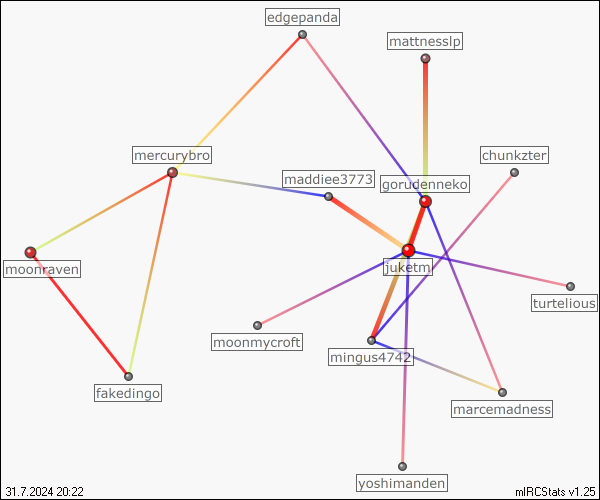 edgepanda
mattnesslp
mercurybro
chunkzter
maddiee3773
gorudenneko
moonraven
juketm
turtelious
moonmycroft
mingus4742
fakedingo
marcemadness
yoshimanden
31.7.2024 20:22
mIRCStats v1.25